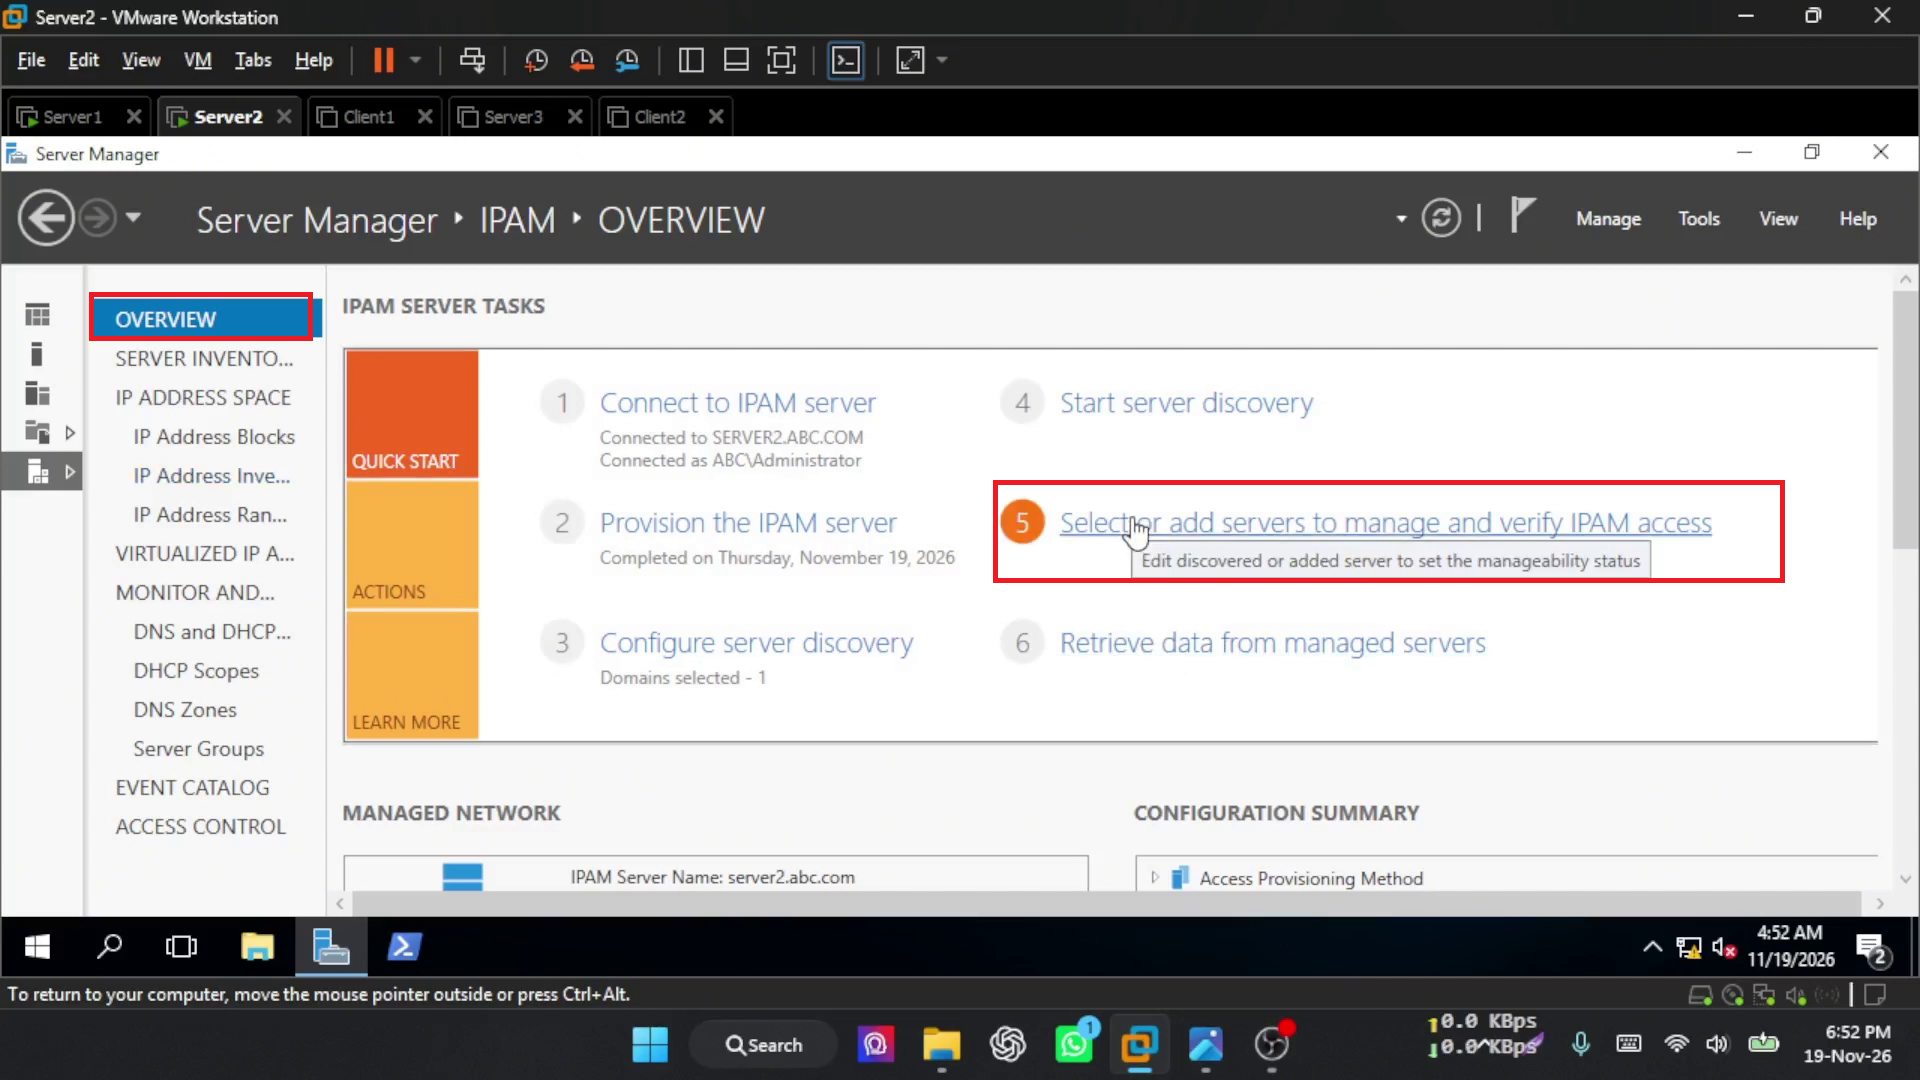 Server2 - VMware Workstation
File Edit View VM Tabs Help
Server1 Server2 Client1 Server3 Client2
Server Manager
Server Manager IPAM OVERVIEW
Manage Tools View Help
OVERVIEW
SERVER INVENTO...
IP ADDRESS SPACE
IP Address Blocks
IP Address Inve...
IP Address Ran...
VIRTUALIZED IP A...
MONITOR AND...
DNS and DHCP...
DHCP Scopes
DNS Zones
Server Groups
EVENT CATALOG
ACCESS CONTROL
IPAM SERVER TASKS
QUICK START
ACTIONS
LEARN MORE
1 Connect to IPAM server
Connected to SERVER2.ABC.COM
Connected as ABC\Administrator
2 Provision the IPAM server
Completed on Thursday, November 19, 2026
3 Configure server discovery
Domains selected - 1
4 Start server discovery
5 Select or add servers to manage and verify IPAM access
Edit discovered or added server to set the manageability status
6 Retrieve data from managed servers
MANAGED NETWORK
IPAM Server Name: server2.abc.com
CONFIGURATION SUMMARY
Access Provisioning Method
4:52 AM
11/19/2026
2
To return to your computer, move the mouse pointer outside or press Ctrl+Alt.
Search
1
0.0 KBps
0.0 KBps
6:52 PM
19-Nov-26